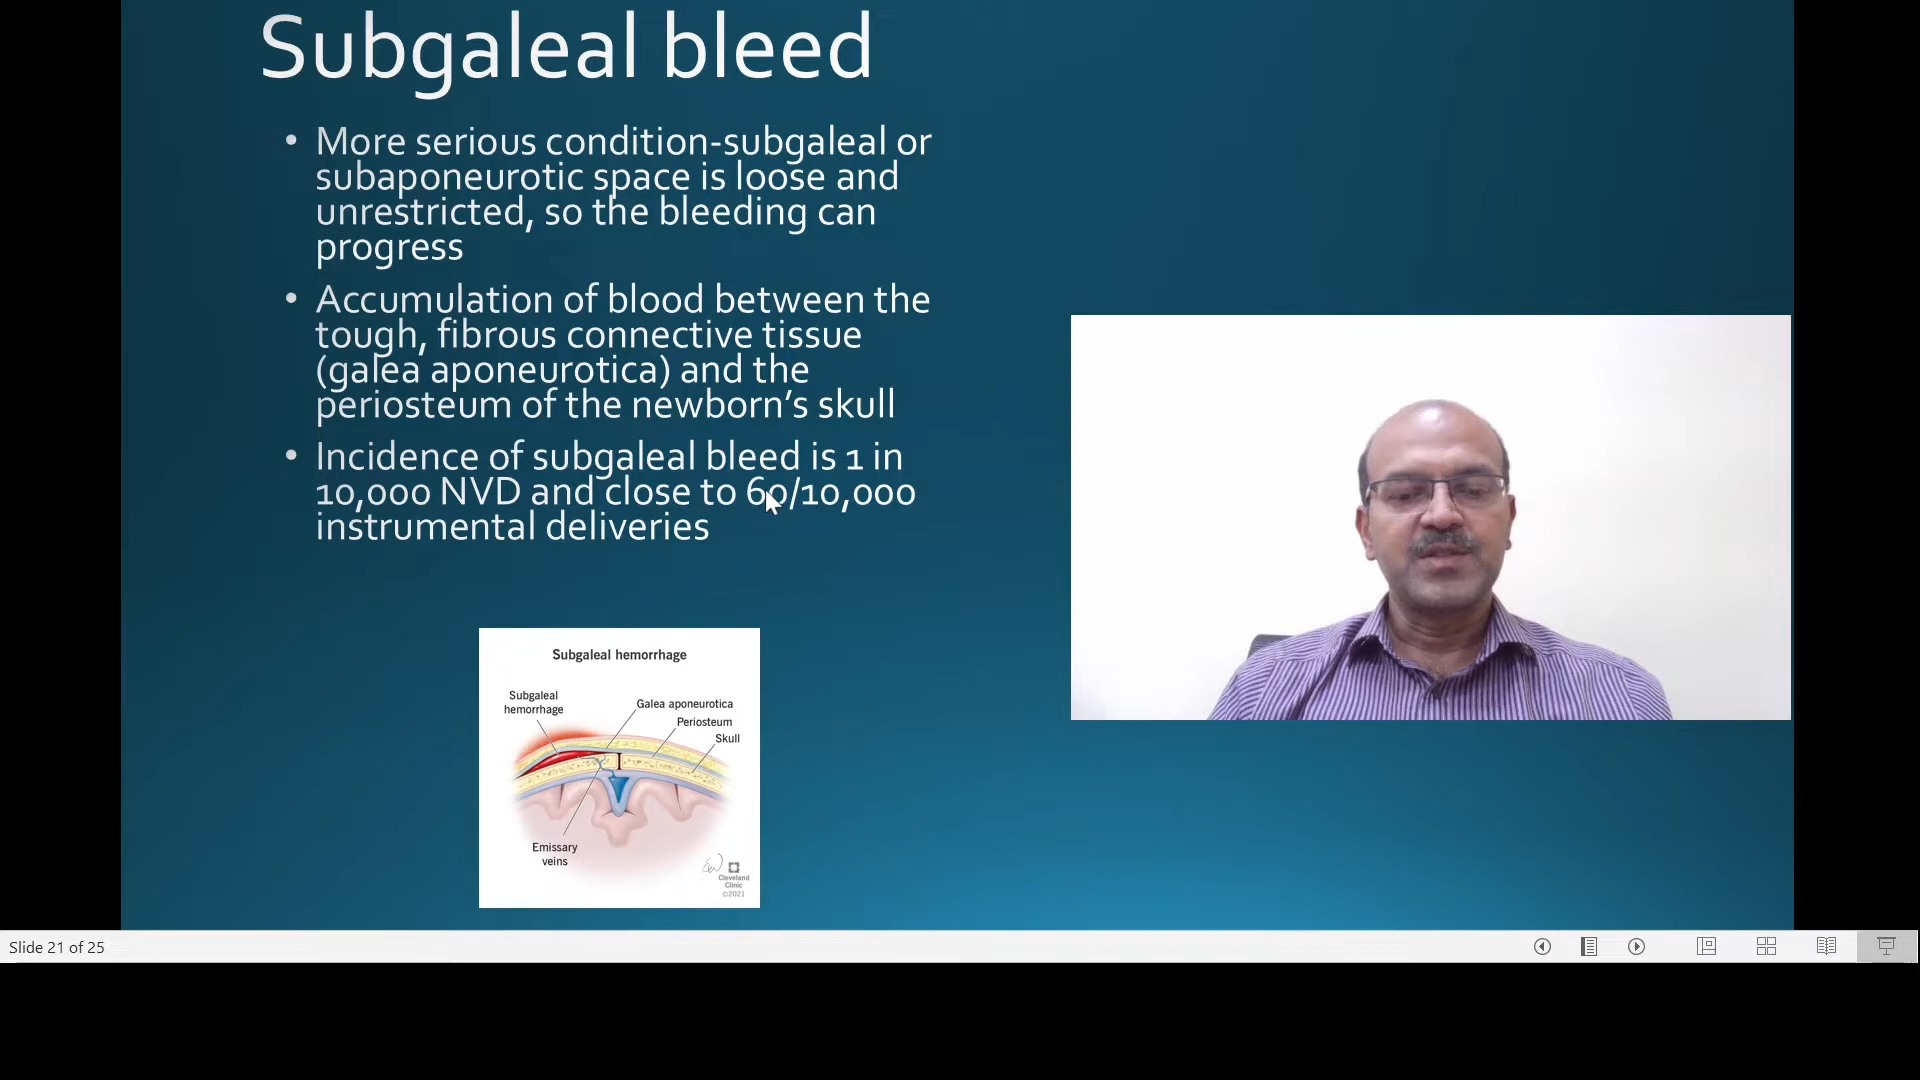 Subgaleal bleed
• More serious condition-subgaleal or
subaponeurotic space is loose and
unrestricted, so the bleeding can
progress
• Accumulation of blood between the
tough, fibrous connective tissue
(galea aponeurotica) and the
periosteum of the newborn’s skull
• Incidence of subgaleal bleed is 1 in
10,000 NVD and close to 60/10,000
instrumental deliveries
Subgaleal hemorrhage
Subgaleal
hemorrhage
Galea aponeurotica
Periosteum
Skull
Emissary
veins
Cleveland
Clinic
©2021
Slide 21 of 25